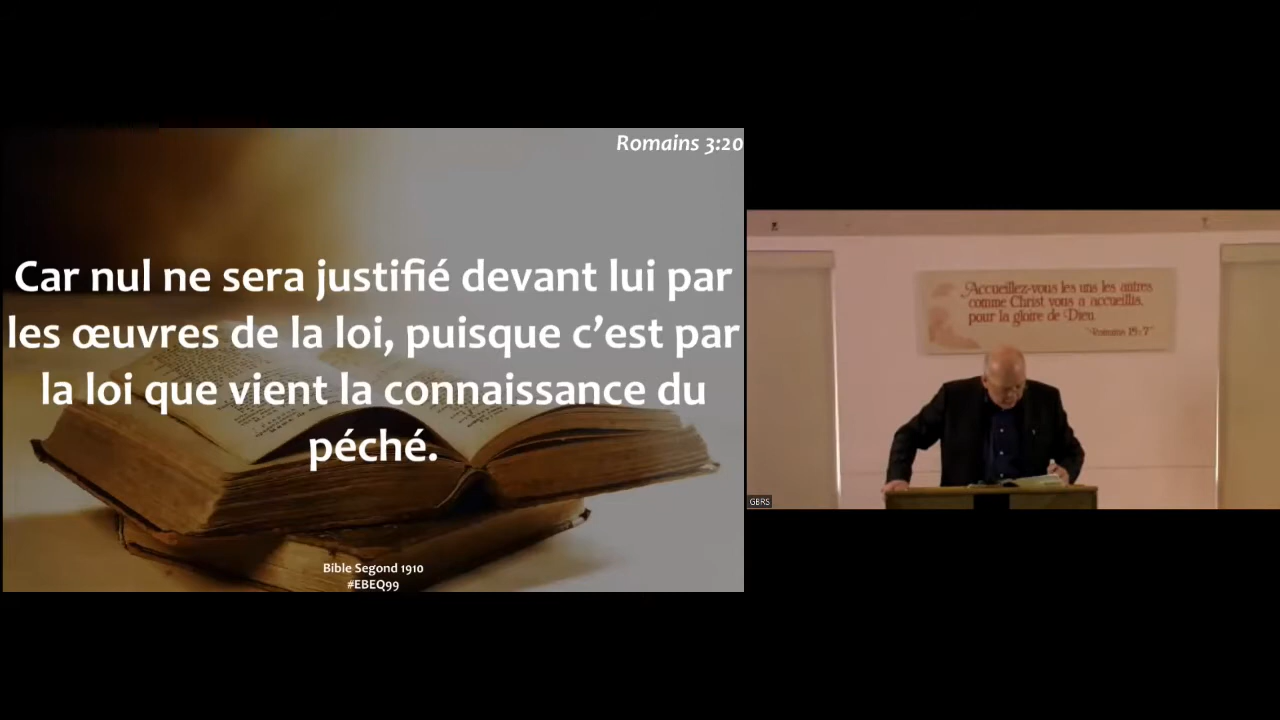 Romains 3:20
Car nul ne sera justifié devant lui par
les œuvres de la loi, puisque c’est par
la loi que vient la connaissance du
péché.
Bible Segond 1910
#EBEQ99
Accueillez-vous les uns les autres
comme Christ vous a accueillis,
pour la gloire de Dieu.
Romains 15:7
GBRS